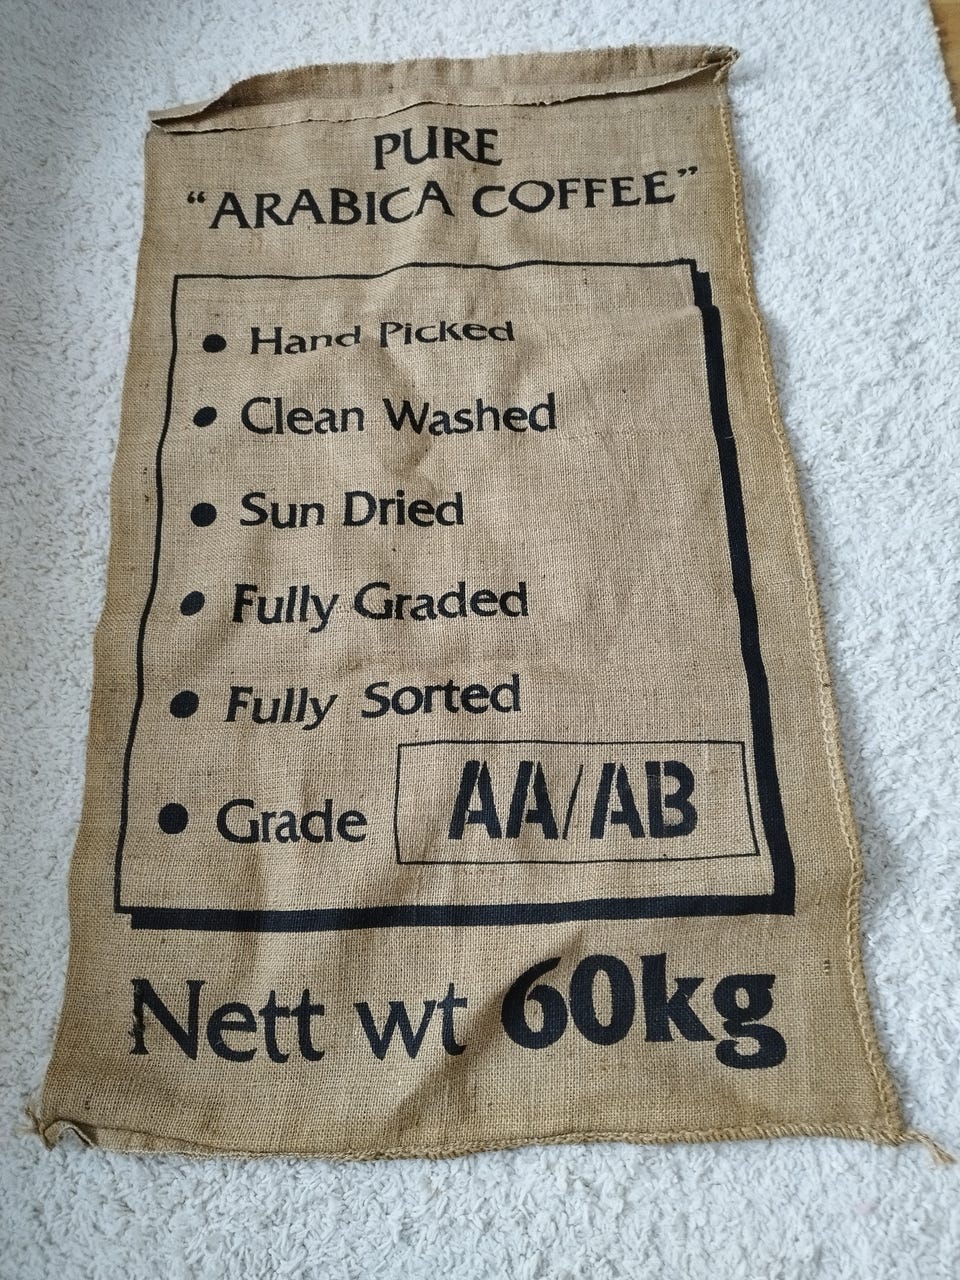 PURE
“ARABICA COFFEE”
• Hand Picked
• Clean Washed
• Sun Dried
• Fully Graded
• Fully Sorted
• Grade AA/AB
Nett wt 60kg